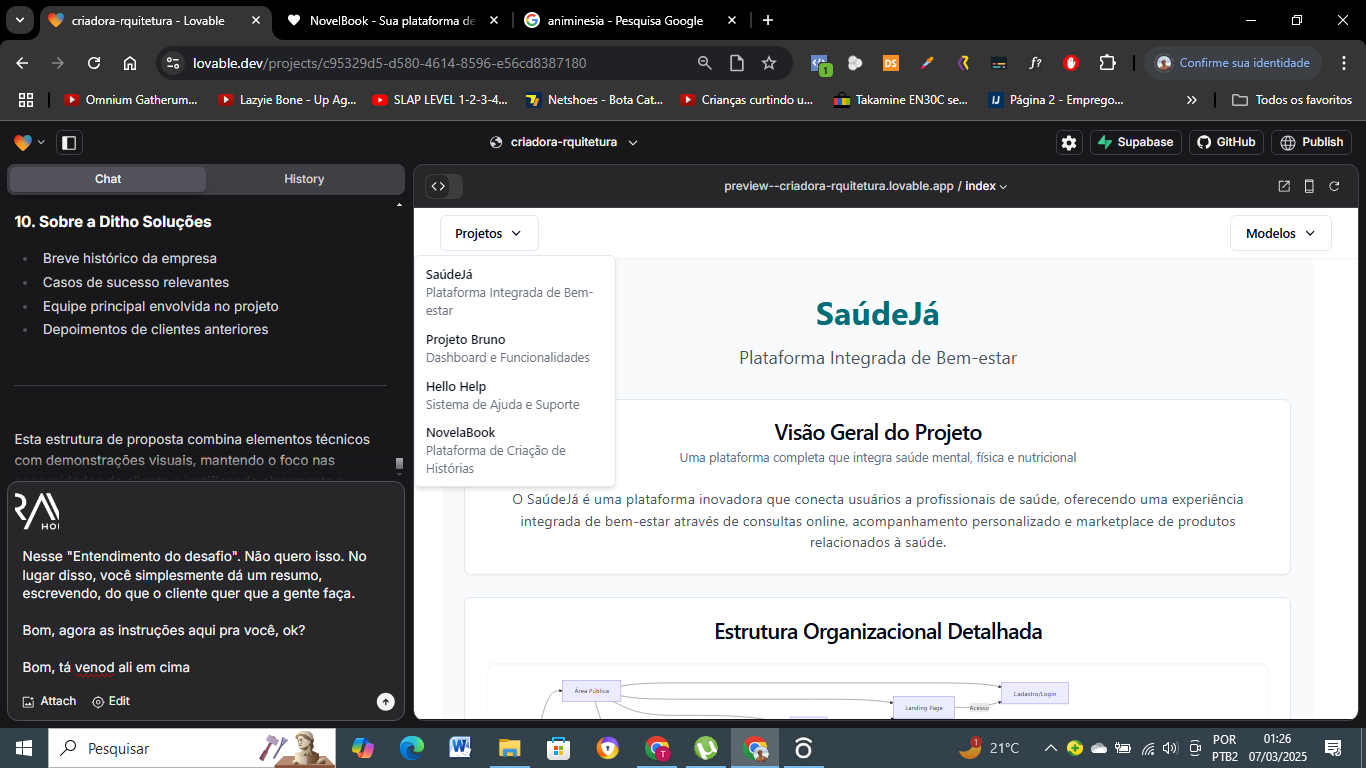 criadora-rquitetura - Lovable
NovelBook - Sua plataforma de
animinesia - Pesquisa Google
lovable.dev/projects/c95329d5-d580-4614-8596-e56cd8387180
DS
1
f?
Confirme sua identidade
Omnium Gatherum...
Lazyie Bone - Up Ag...
SLAP LEVEL 1-2-3-4...
Netshoes - Bota Cat...
Crianças curtindo u...
Takamine EN30C se...
Página 2 - Emprego...
Todos os favoritos
criadora-rquitetura
Supabase
GitHub
Publish
Chat
History
preview--criadora-rquitetura.lovable.app / index
10. Sobre a Ditho Soluções
Breve histórico da empresa
Casos de sucesso relevantes
Equipe principal envolvida no projeto
Depoimentos de clientes anteriores
Esta estrutura de proposta combina elementos técnicos
com demonstrações visuais, mantendo o foco nas
Nesse "Entendimento do desafio". Não quero isso. No
lugar disso, você simplesmente dá um resumo,
escrevendo, do que o cliente quer que a gente faça.
Bom, agora as instruções aqui pra você, ok?
Bom, tá venod ali em cima
Attach
Edit
Projetos
Modelos
SaúdeJá
Plataforma Integrada de Bem-
estar
Projeto Bruno
Dashboard e Funcionalidades
Hello Help
Sistema de Ajuda e Suporte
NovelaBook
Plataforma de Criação de
Histórias
SaúdeJá
Plataforma Integrada de Bem-estar
Visão Geral do Projeto
Uma plataforma completa que integra saúde mental, física e nutricional
O SaúdeJá é uma plataforma inovadora que conecta usuários a profissionais de saúde, oferecendo uma experiência
integrada de bem-estar através de consultas online, acompanhamento personalizado e marketplace de produtos
relacionados à saúde.
Estrutura Organizacional Detalhada
Área Pública
Landing Page
Acesso
Cadastro/Login
Pesquisar
21°C
POR
PTB2
01:26
07/03/2025